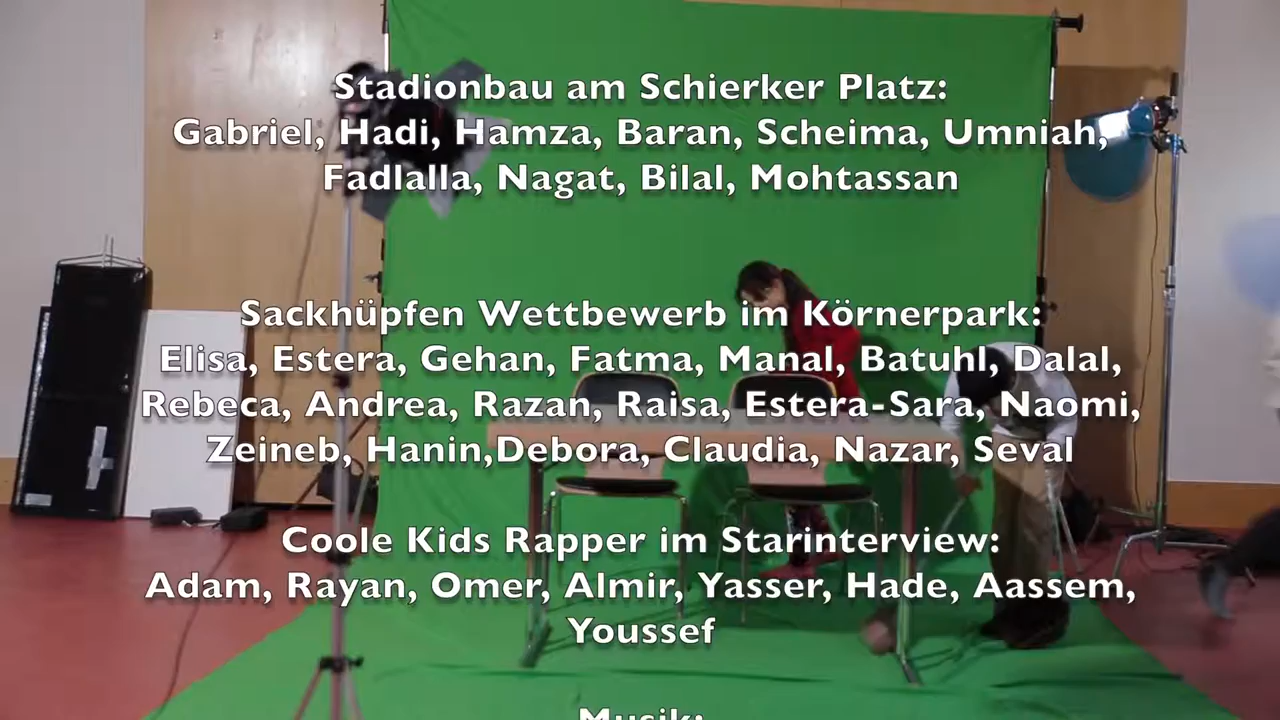 Stadionbau am Schierker Platz:
Gabriel, Hadi, Hamza, Baran, Scheima, Umniah,
Fadlalla, Nagat, Bilal, Mohtassan
Sackhüpfen Wettbewerb im Körnerpark:
Elisa, Estera, Gehan, Fatma, Manal, Batuhl, Dalal,
Rebeca, Andrea, Razan, Raisa, Estera-Sara, Naomi,
Zeineb, Hanin,Debora, Claudia, Nazar, Seval
Coole Kids Rapper im Starinterview:
Adam, Rayan, Omer, Almir, Yasser, Hade, Aassem,
Youssef
Musik: